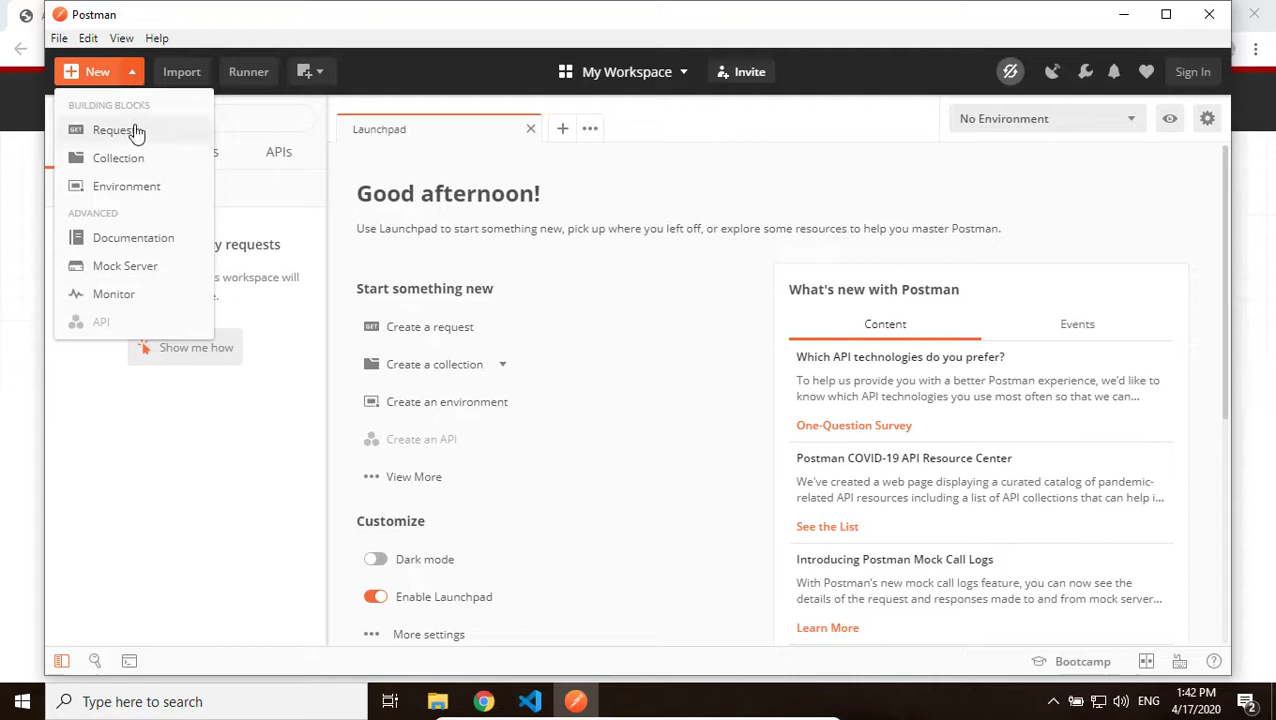 Postman
File Edit View Help
New Import Runner My Workspace Invite Sign In
BUILDING BLOCKS
Request
Collection
Environment
ADVANCED
Documentation
Mock Server
Monitor
API
APIs
y requests
s workspace will
Show me how
Launchpad
No Environment
Good afternoon!
Use Launchpad to start something new, pick up where you left off, or explore some resources to help you master Postman.
Start something new
Create a request
Create a collection
Create an environment
Create an API
View More
Customize
Dark mode
Enable Launchpad
More settings
What's new with Postman
Content Events
Which API technologies do you prefer?
To help us provide you with a better Postman experience, we'd like to
know which API technologies you use most often so that we can...
One-Question Survey
Postman COVID-19 API Resource Center
We've created a web page displaying a curated catalog of pandemic-
related API resources including a list of API collections that can help i...
See the List
Introducing Postman Mock Call Logs
With Postman's new mock call logs feature, you can now see the
details of the request and responses made to and from mock server...
Learn More
Bootcamp
Type here to search
ENG
1:42 PM
4/17/2020
2